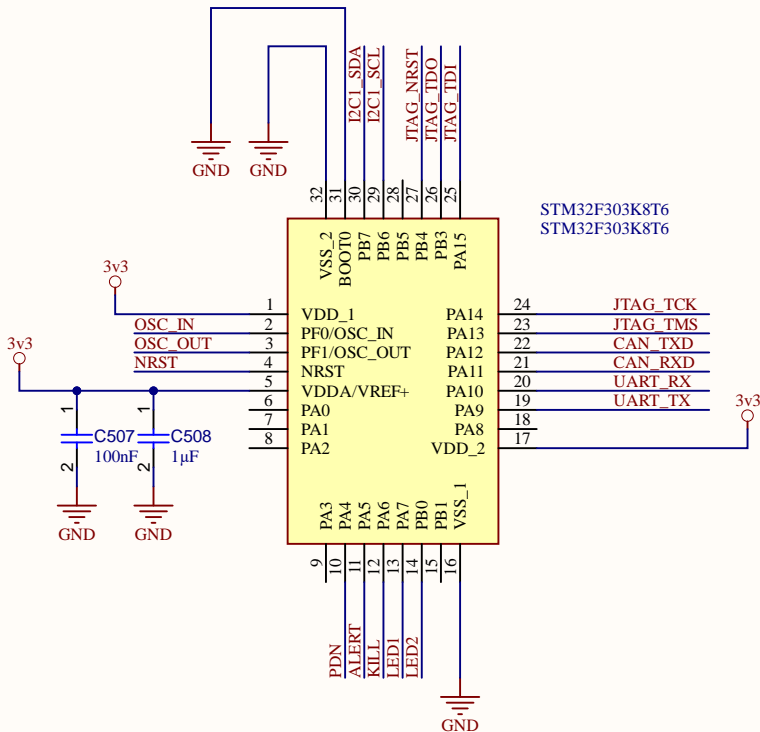 I2C1_SDA
I2C1_SCL
JTAG_NRST
JTAG_TDO
JTAG_TDI
GND
GND
32
31
30
29
28
27
26
25
STM32F303K8T6
STM32F303K8T6
VSS_2
BOOT0
PB7
PB6
PB5
PB4
PB3
PA15
3v3
1 VDD_1
OSC_IN 2 PF0/OSC_IN
OSC_OUT 3 PF1/OSC_OUT
NRST 4 NRST
3v3
5 VDDA/VREF+
6 PA0
7 PA1
8 PA2
PA14 24 JTAG_TCK
PA13 23 JTAG_TMS
PA12 22 CAN_TXD
PA11 21 CAN_RXD
PA10 20 UART_RX
PA9 19 UART_TX
PA8 18
VDD_2 17
3v3
1
C507
100nF
2
GND
1
C508
1μF
2
GND
PA3
PA4
PA5
PA6
PA7
PB0
PB1
VSS_1
9
10
11
12
13
14
15
16
PDN
ALERT
KILL
LED1
LED2
GND